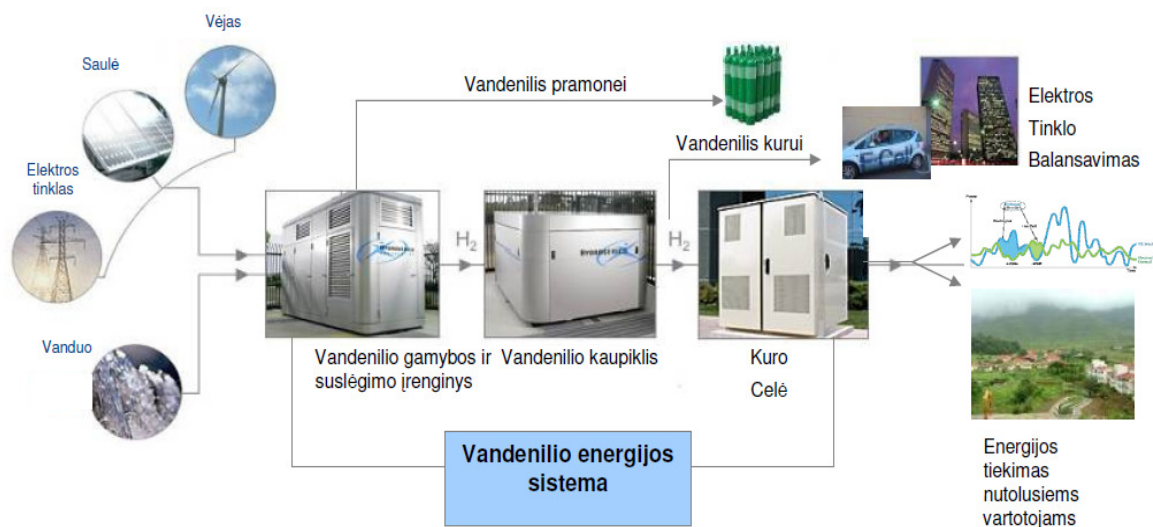 Vėjas
Saulė
Elektros
tinklas
Vanduo
Vandenilis pramonei
Vandenilis kurui
Elektros
Tinklo
Balansavimas
H2
H2
Vandenilio gamybos ir
suslėgimo įrenginys
Vandenilio kaupiklis
Kuro
Celė
Vandenilio energijos
sistema
Energijos
tiekimas
nutolusiems
vartotojams